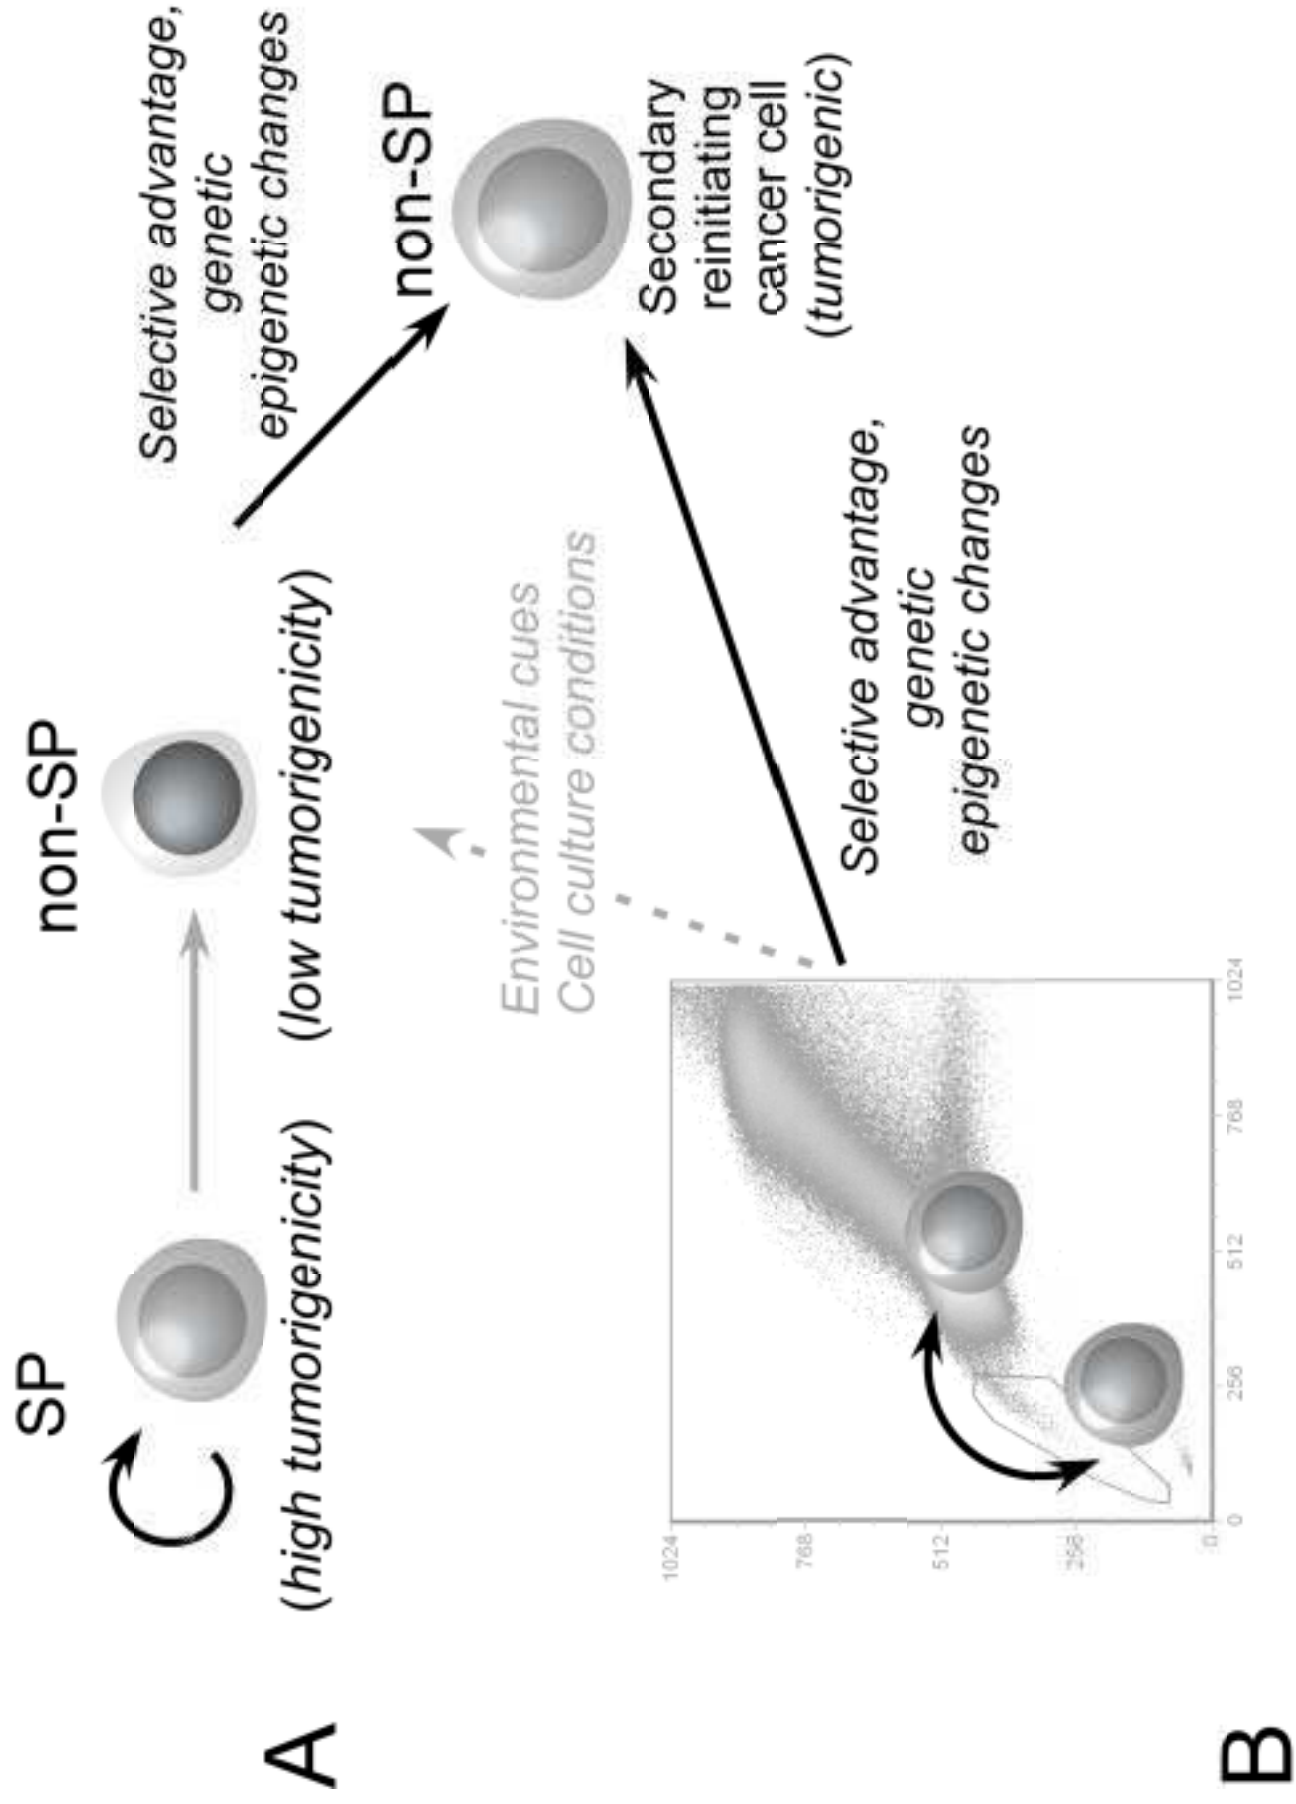 A
SP
(high tumorigenicity)
non-SP
(low tumorigenicity)
Selective advantage,
genetic
epigenetic changes
non-SP
Secondary
reinitiating
cancer cell
(tumorigenic)
Environmental cues
Cell culture conditions
Selective advantage,
genetic
epigenetic changes
B
1024
768
512
256
0
0
256
512
768
1024